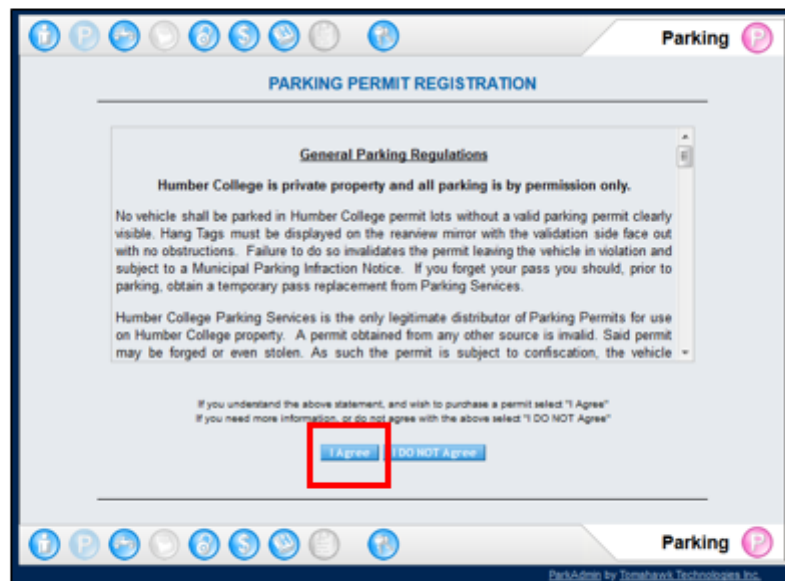 Parking
PARKING PERMIT REGISTRATION
General Parking Regulations
Humber College is private property and all parking is by permission only.
No vehicle shall be parked in Humber College permit lots without a valid parking permit clearly
visible. Hang Tags must be displayed on the rearview mirror with the validation side face out
with no obstructions. Failure to do so invalidates the permit leaving the vehicle in violation and
subject to a Municipal Parking Infraction Notice. If you forget your pass you should, prior to
parking, obtain a temporary pass replacement from Parking Services.
Humber College Parking Services is the only legitimate distributor of Parking Permits for use
on Humber College property. A permit obtained from any other source is invalid. Said permit
may be forged or even stolen. As such the permit is subject to confiscation, the vehicle
If you understand the above statement, and wish to purchase a permit select "I Agree"
If you need more information, or do not agree with the above select "I DO NOT Agree"
I Agree I DO NOT Agree
Parking
ParkAdmin by Tomahawk Technologies Inc.